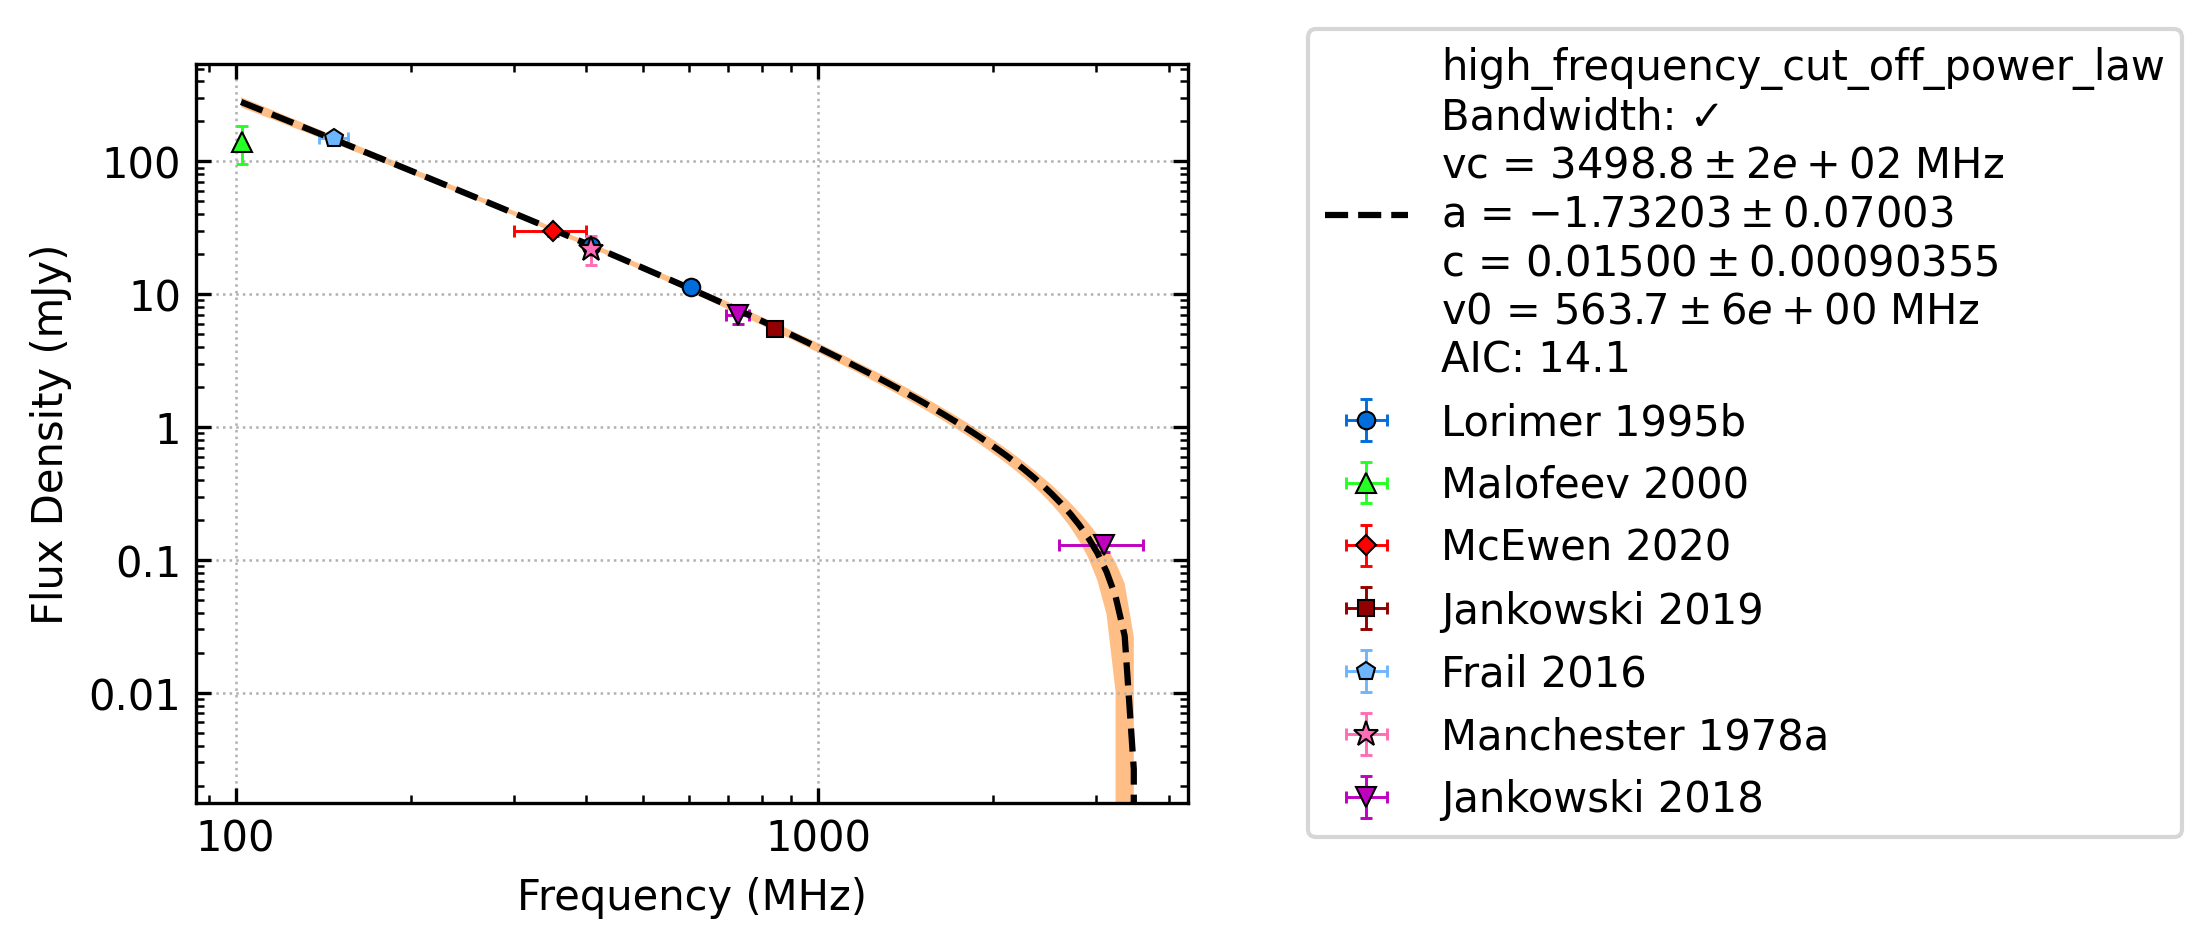 high_frequency_cut_off_power_law
Bandwidth: ✓
vc = 3498.8 ± 2e + 02 MHz
a = −1.73203 ± 0.07003
c = 0.01500 ± 0.00090355
v0 = 563.7 ± 6e + 00 MHz
AIC: 14.1
Lorimer 1995b
Malofeev 2000
McEwen 2020
Jankowski 2019
Frail 2016
Manchester 1978a
Jankowski 2018
Flux Density (mJy)
100
10
1
0.1
0.01
100 1000
Frequency (MHz)